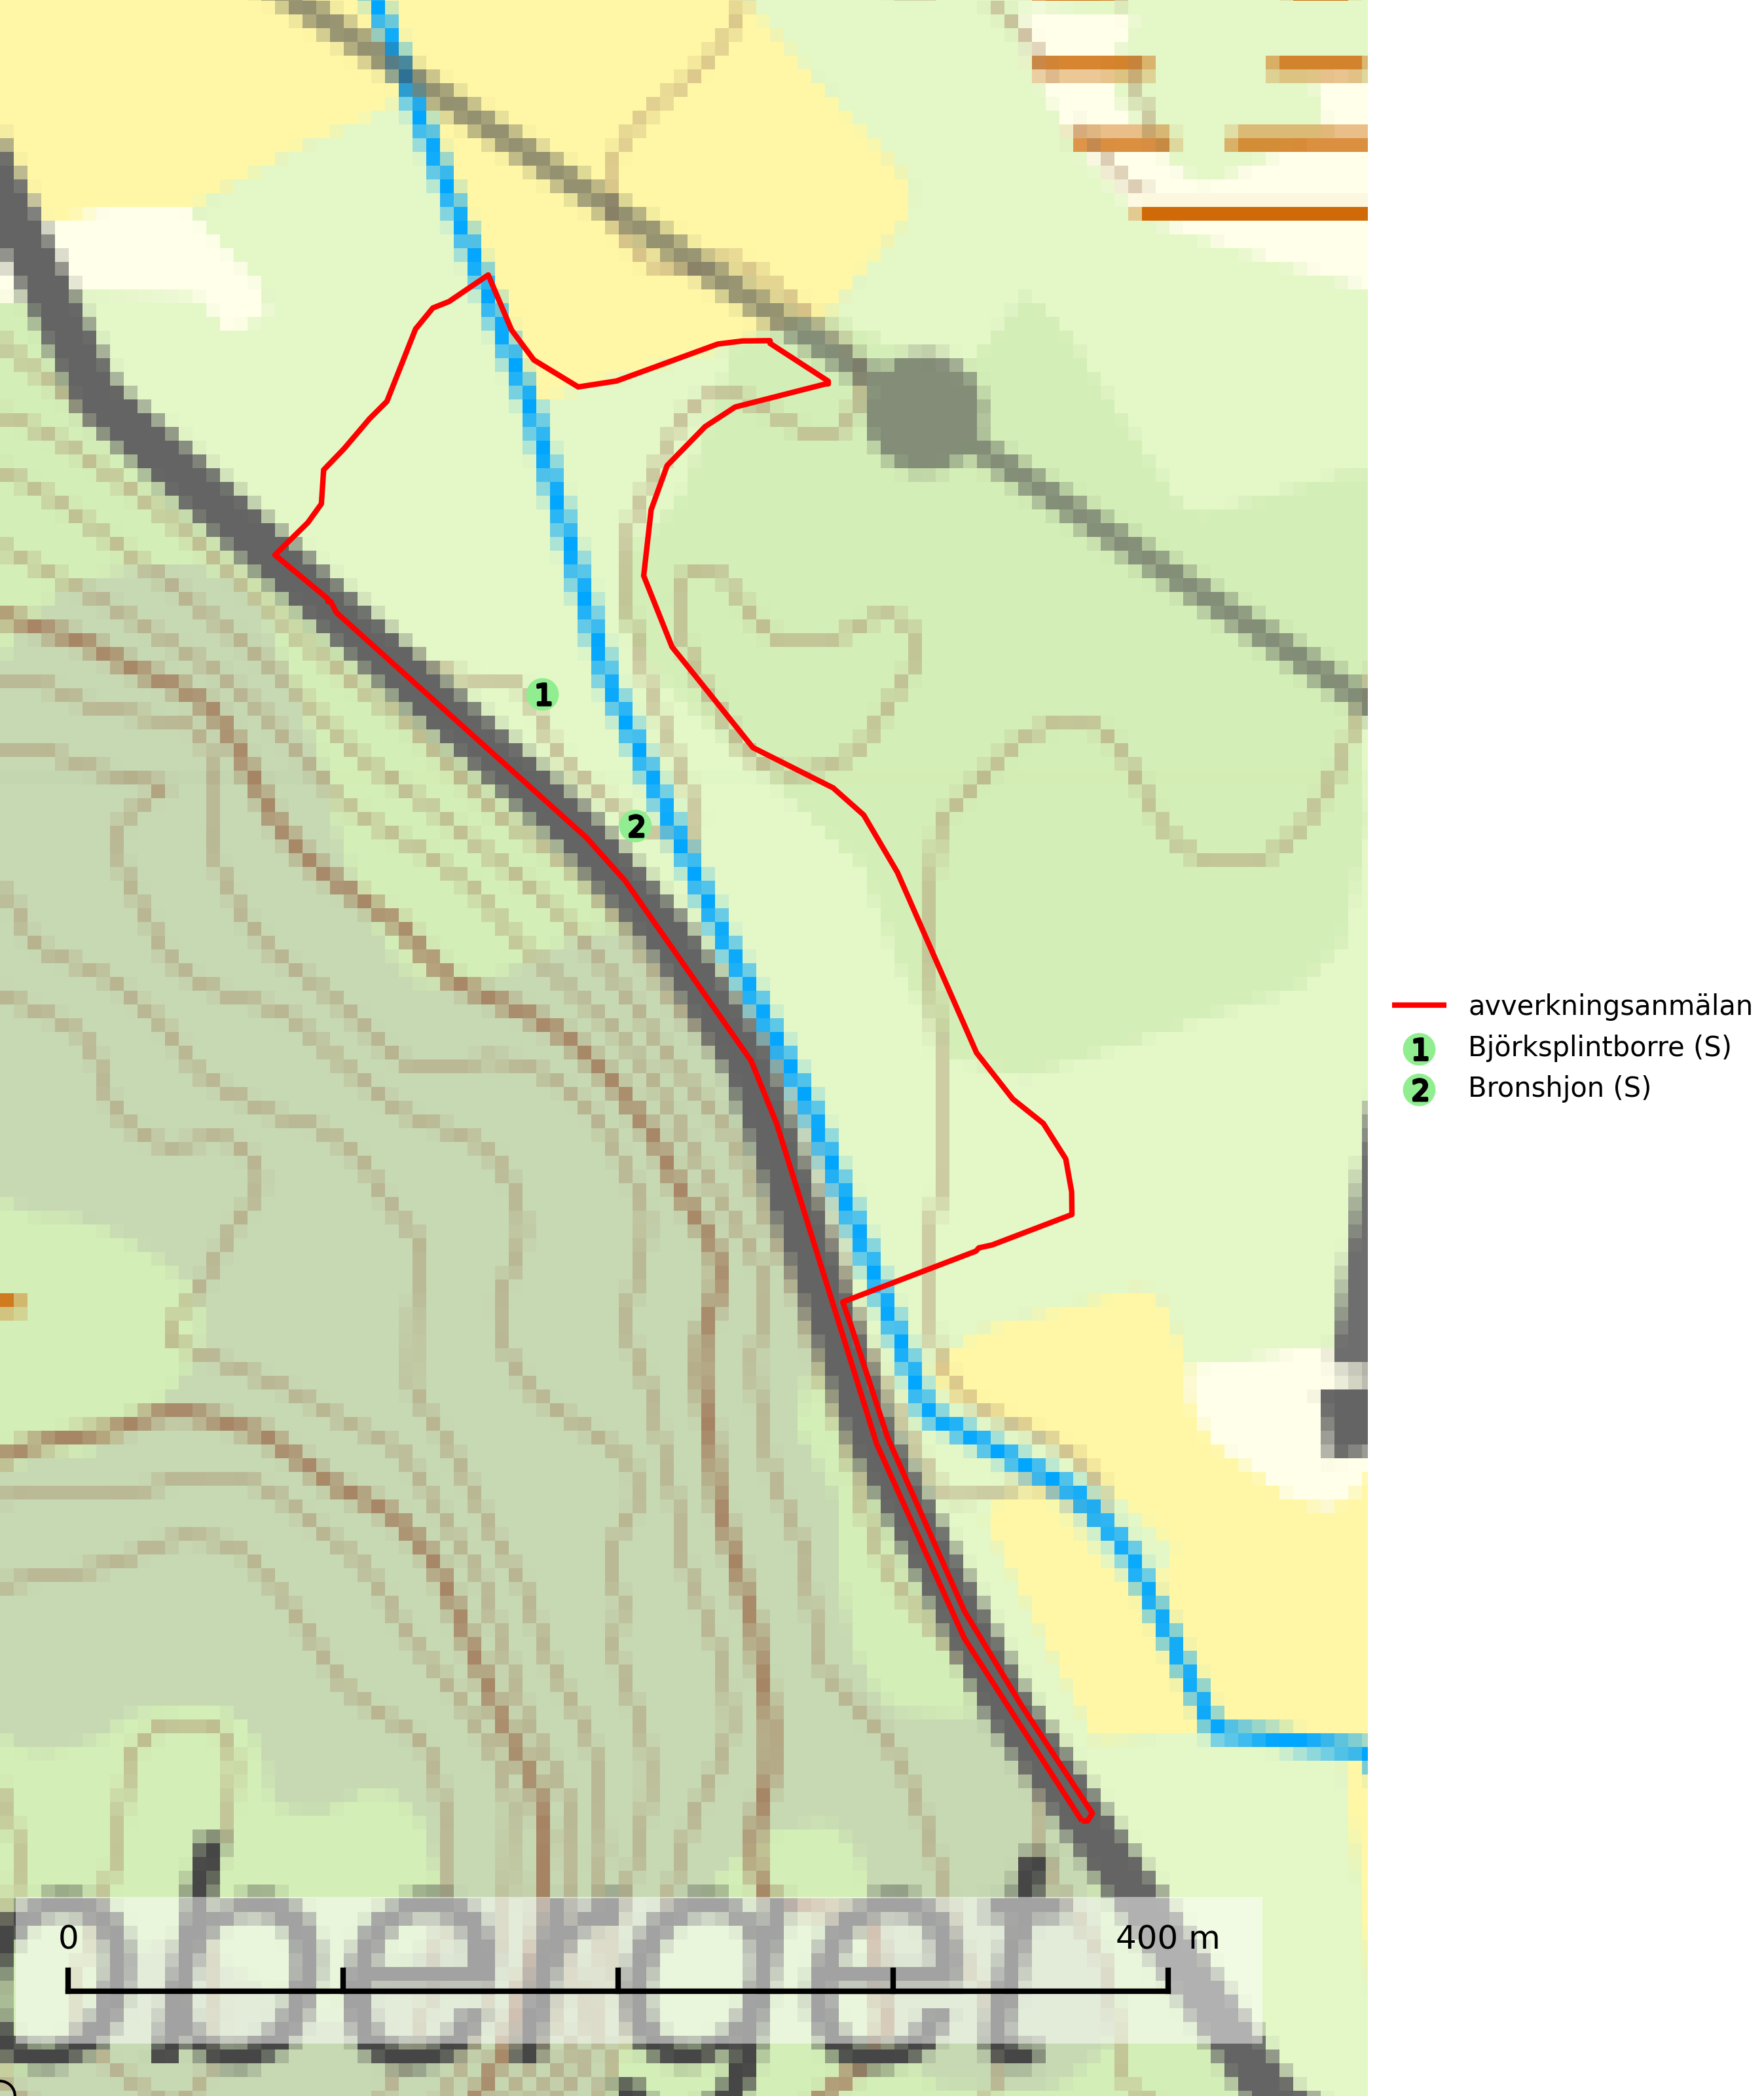 avverkningsanmälan
1 Björksplintborre (S)
2 Bronshjon (S)
1
2
0 400 m